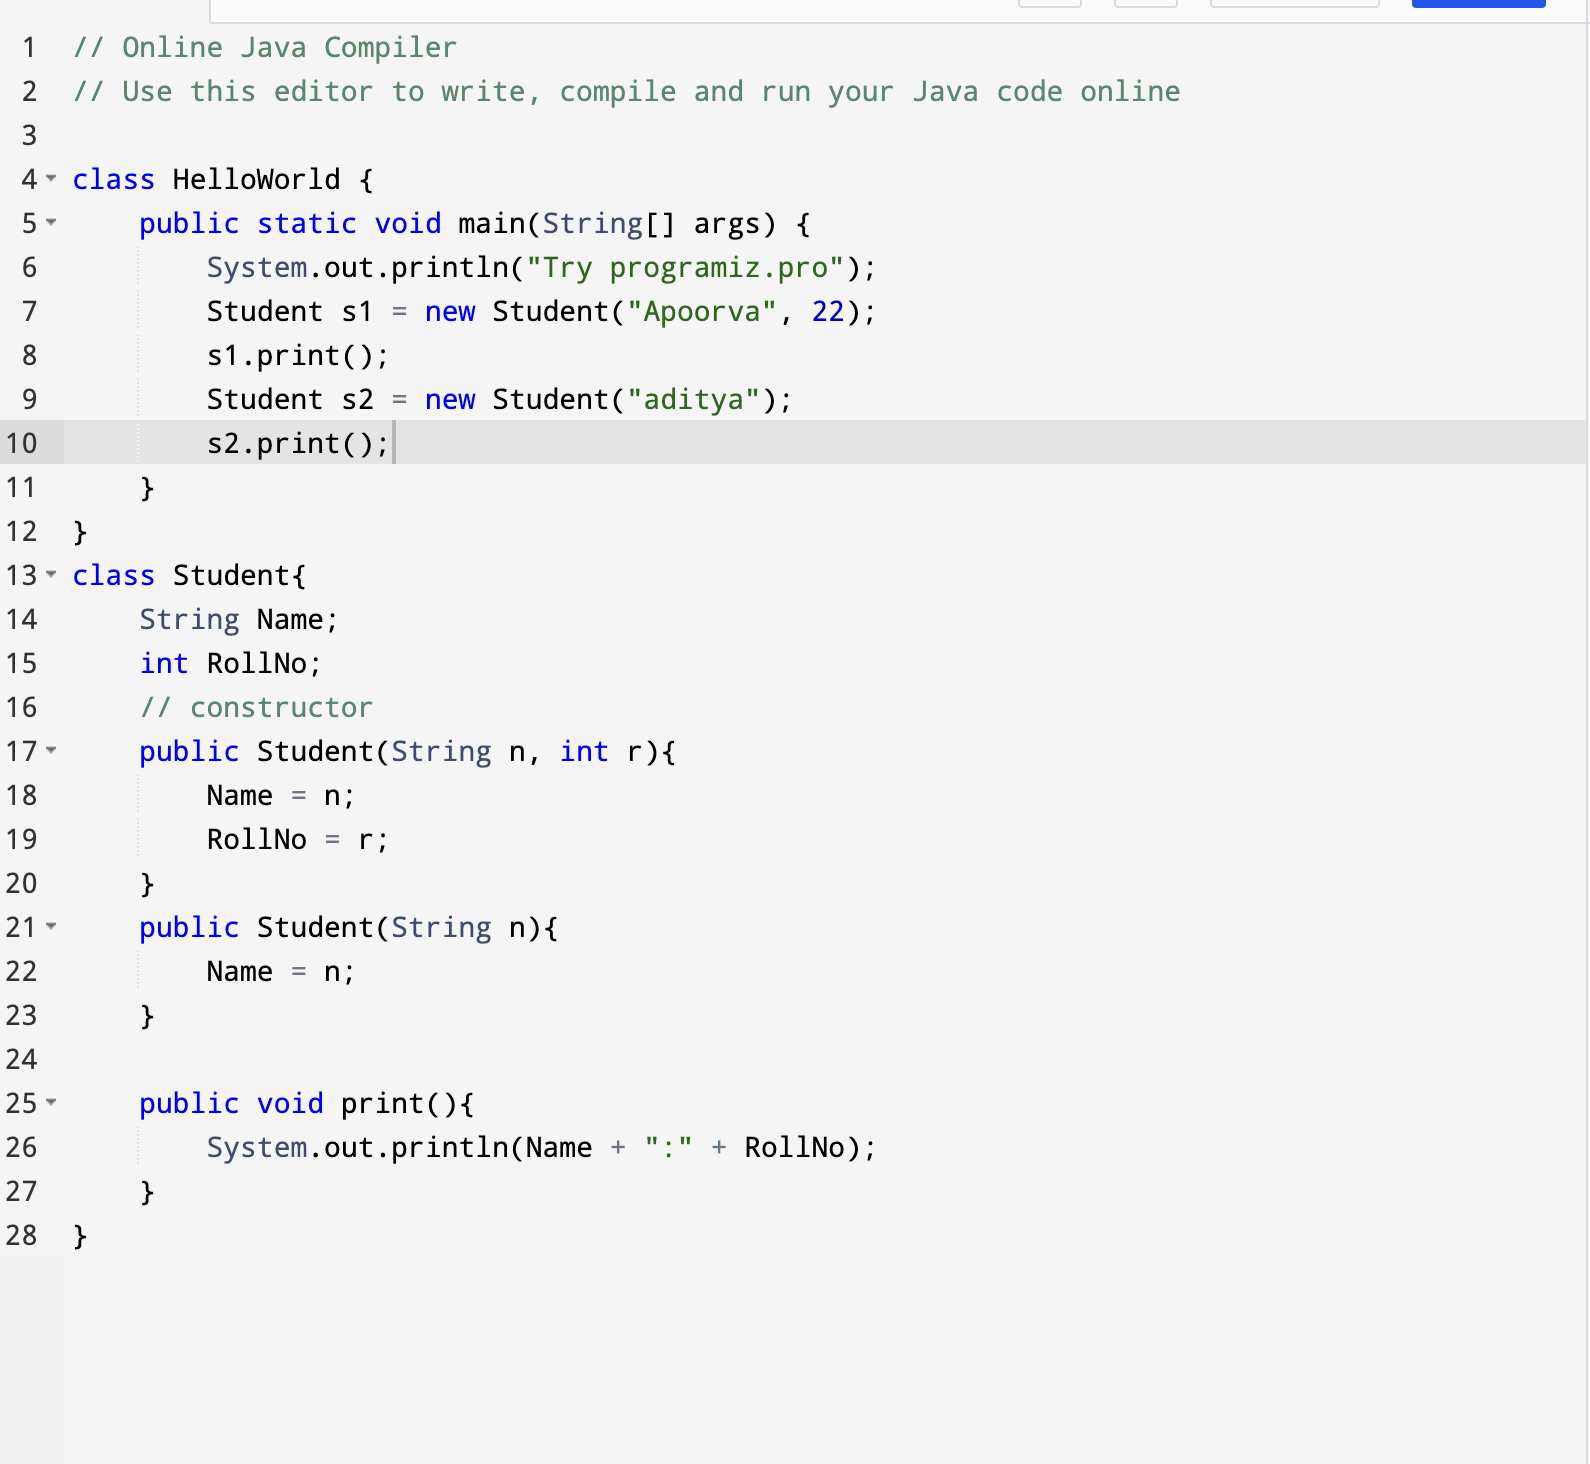 1 // Online Java Compiler
2 // Use this editor to write, compile and run your Java code online
3
4 class HelloWorld {
5     public static void main(String[] args) {
6         System.out.println("Try programiz.pro");
7         Student s1 = new Student("Apoorva", 22);
8         s1.print();
9         Student s2 = new Student("aditya");
10         s2.print();
11     }
12 }
13 class Student{
14     String Name;
15     int RollNo;
16     // constructor
17     public Student(String n, int r){
18         Name = n;
19         RollNo = r;
20     }
21     public Student(String n){
22         Name = n;
23     }
24
25     public void print(){
26         System.out.println(Name + ":" + RollNo);
27     }
28 }